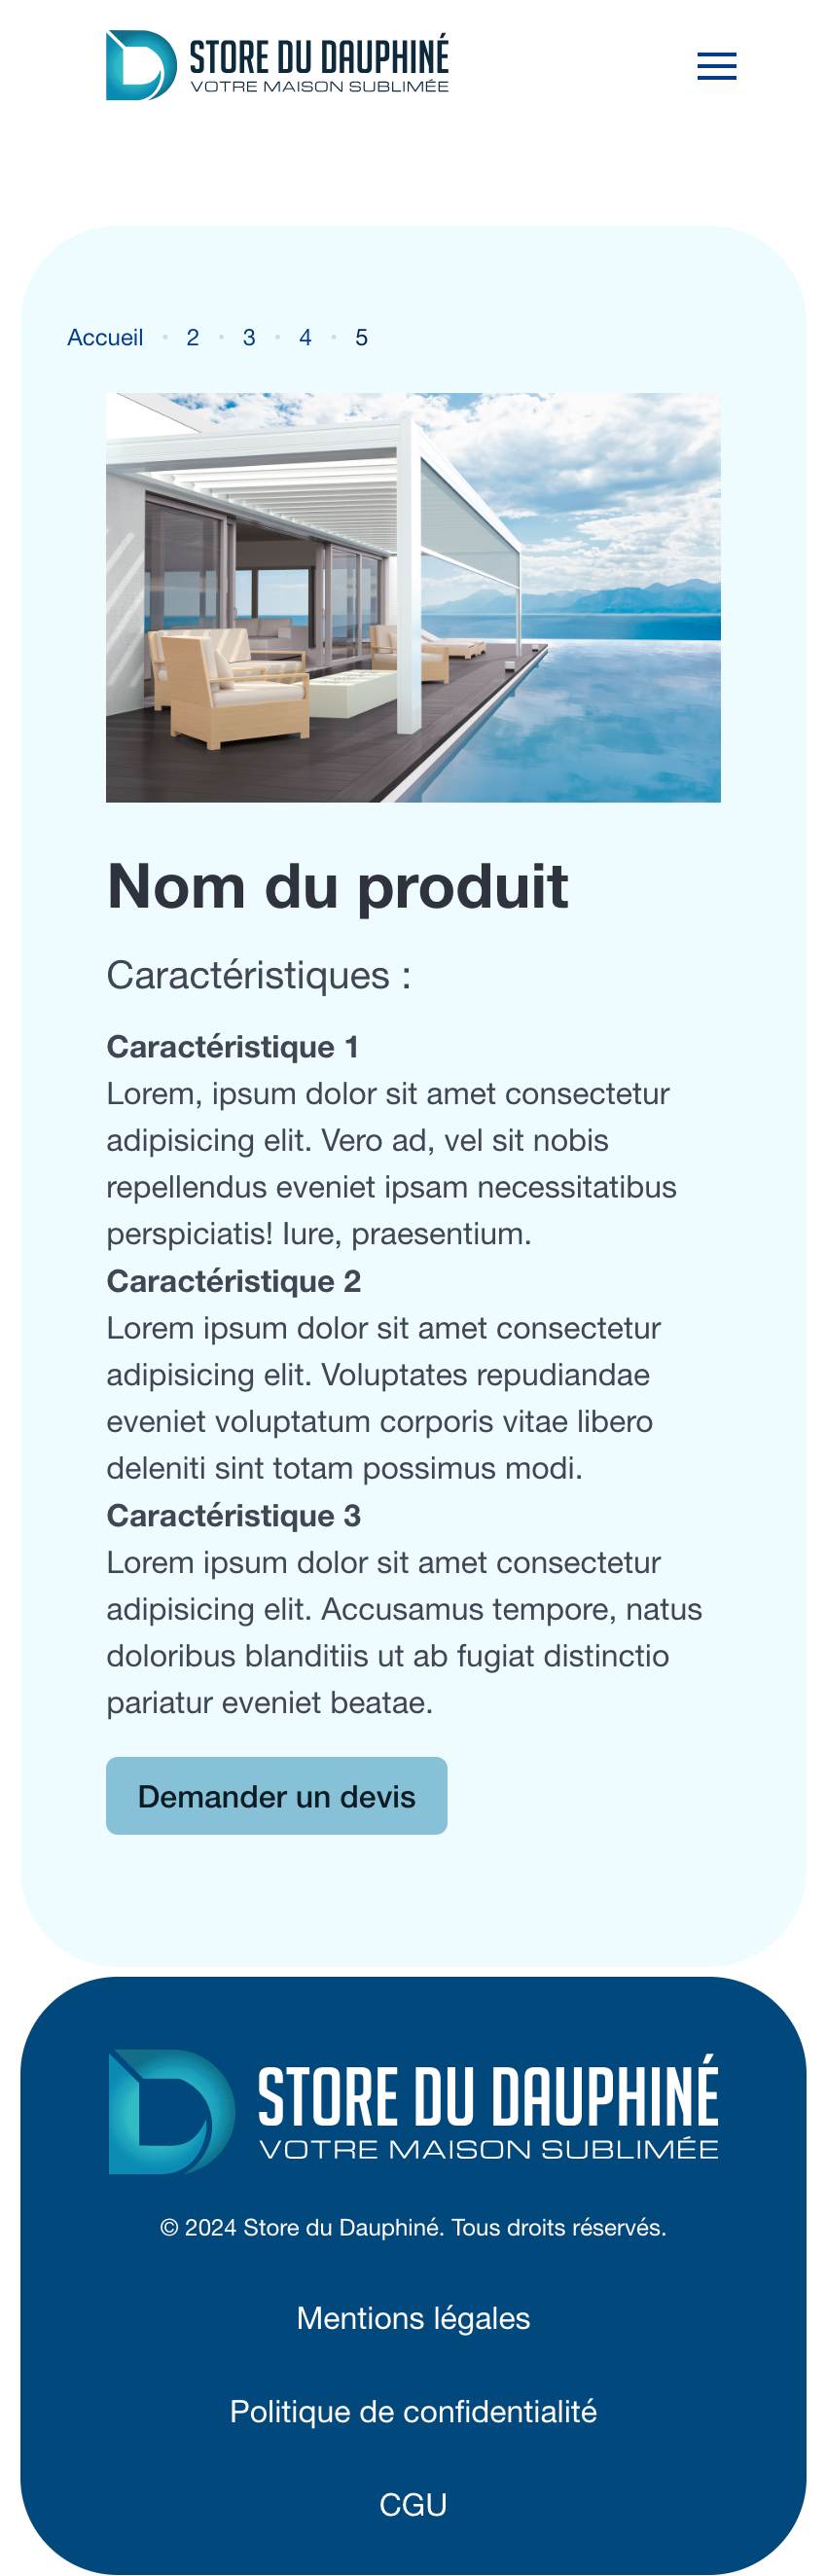 STORE DU DAUPHINÉ
VOTRE MAISON SUBLIMÉE
Accueil • 2 • 3 • 4 • 5
Nom du produit
Caractéristiques :
Caractéristique 1
Lorem, ipsum dolor sit amet consectetur
adipisicing elit. Vero ad, vel sit nobis
repellendus eveniet ipsam necessitatibus
perspiciatis! Iure, praesentium.
Caractéristique 2
Lorem ipsum dolor sit amet consectetur
adipisicing elit. Voluptates repudiandae
eveniet voluptatum corporis vitae libero
deleniti sint totam possimus modi.
Caractéristique 3
Lorem ipsum dolor sit amet consectetur
adipisicing elit. Accusamus tempore, natus
doloribus blanditiis ut ab fugiat distinctio
pariatur eveniet beatae.
Demander un devis
STORE DU DAUPHINÉ
VOTRE MAISON SUBLIMÉE
© 2024 Store du Dauphiné. Tous droits réservés.
Mentions légales
Politique de confidentialité
CGU